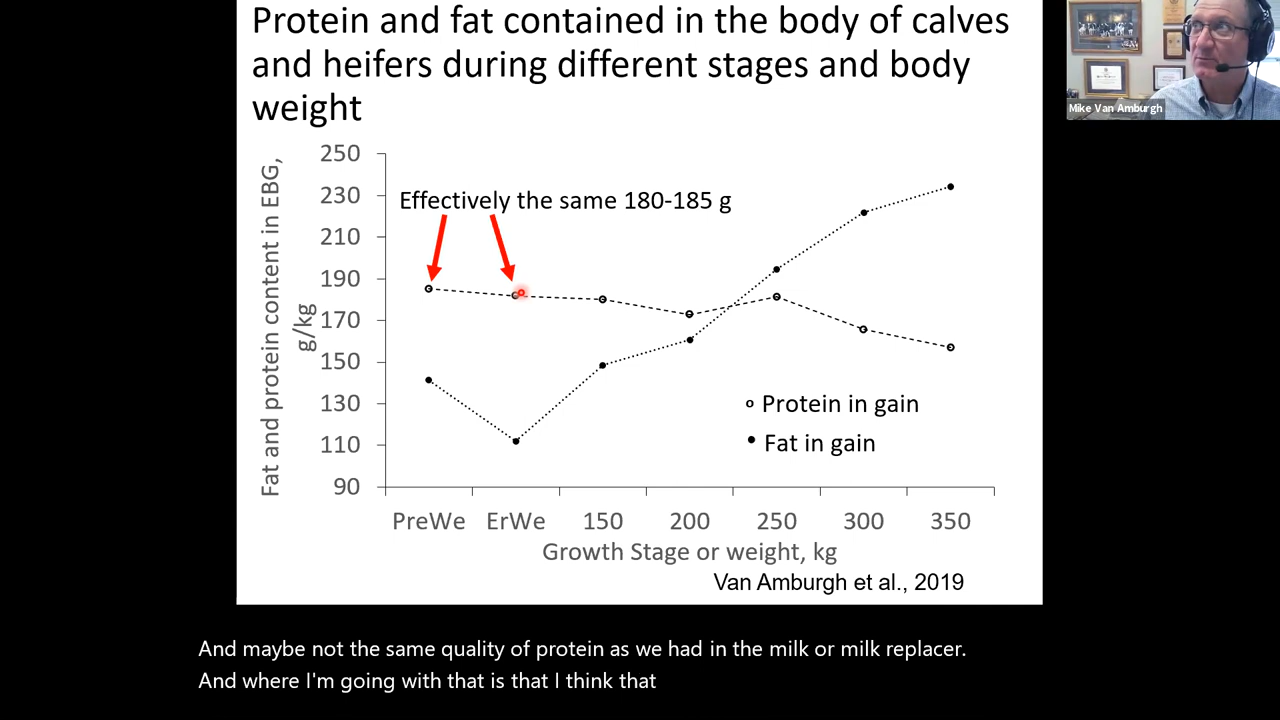 Protein and fat contained in the body of calves
and heifers during different stages and body
weight
Mike Van Amburgh
Fat and protein content in EBG,
g/kg
250
230
210
190
170
150
130
110
90
Effectively the same 180-185 g
Protein in gain
Fat in gain
PreWe ErWe 150 200 250 300 350
Growth Stage or weight, kg
Van Amburgh et al., 2019
And maybe not the same quality of protein as we had in the milk or milk replacer.
And where I'm going with that is that I think that